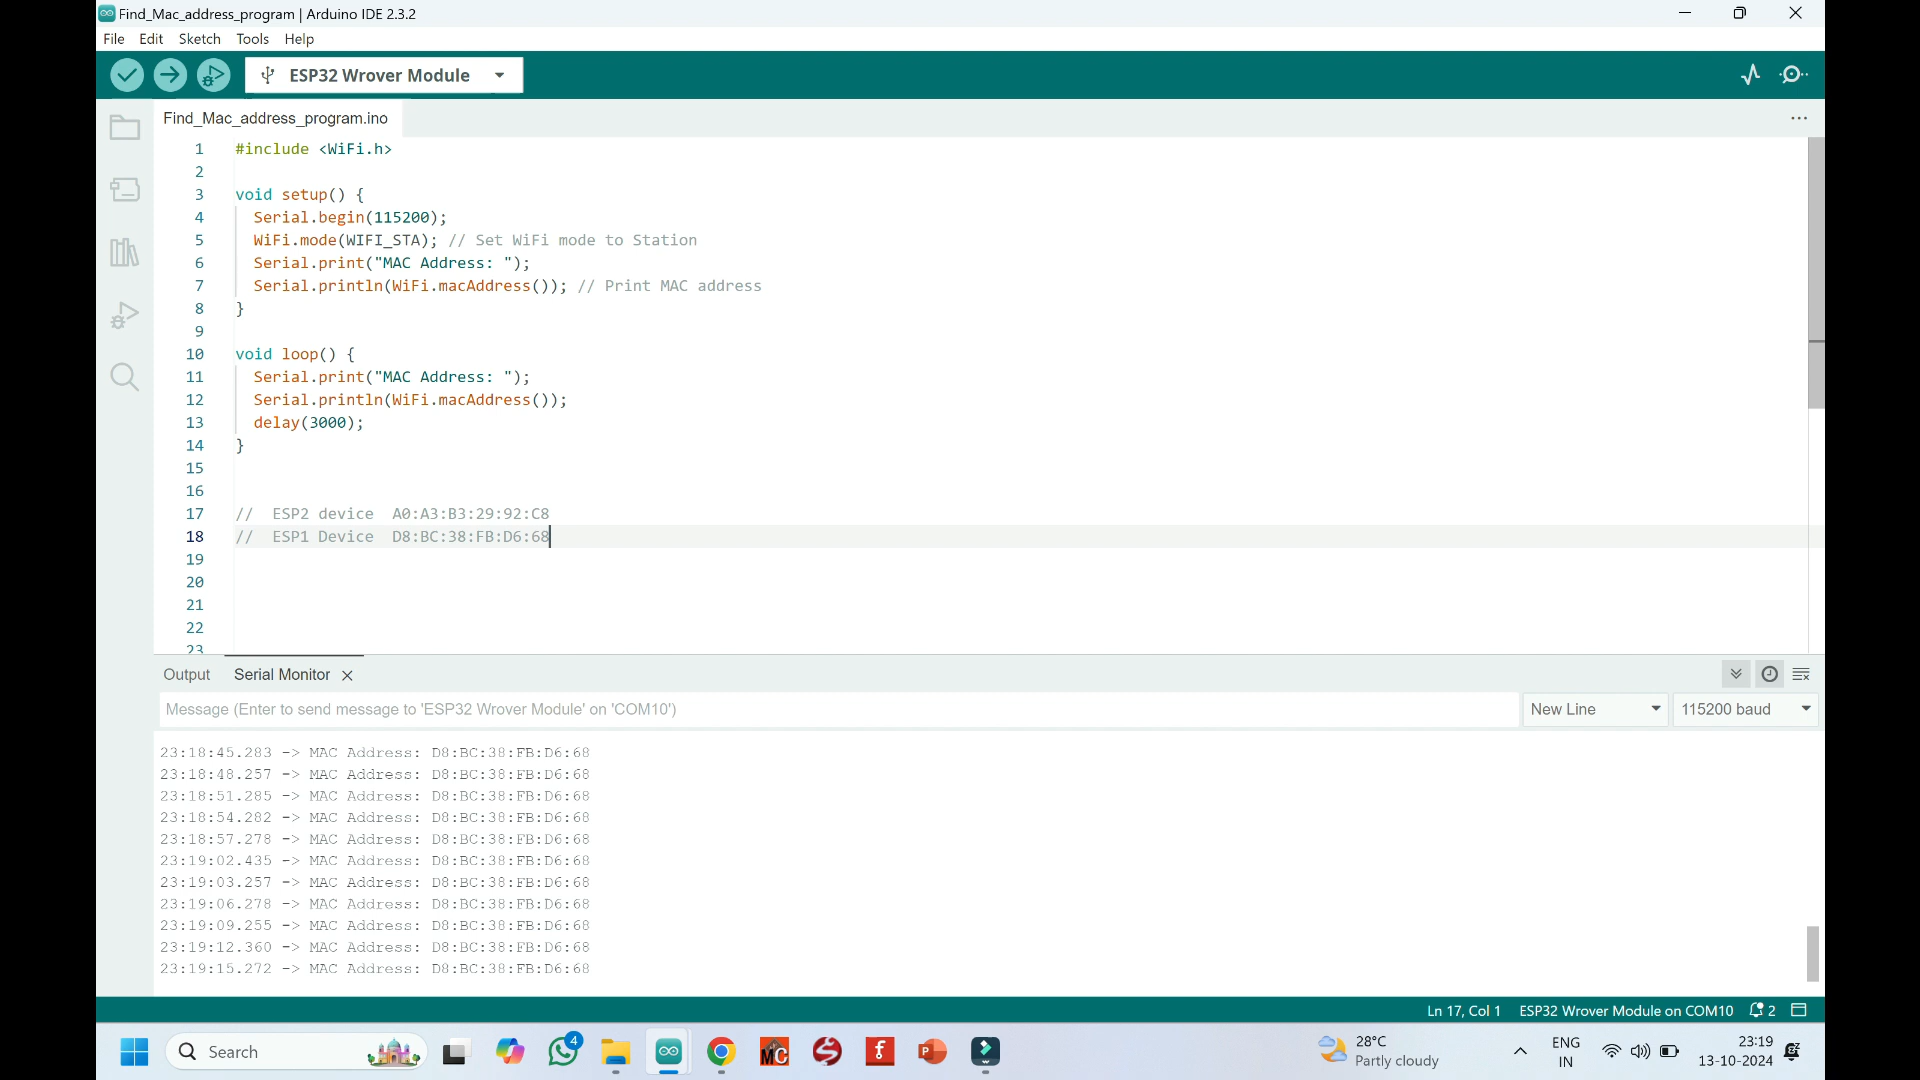 Find_Mac_address_program | Arduino IDE 2.3.2
File Edit Sketch Tools Help
ESP32 Wrover Module
Find_Mac_address_program.ino
1 #include <WiFi.h>
2
3 void setup() {
4 Serial.begin(115200);
5 WiFi.mode(WIFI_STA); // Set WiFi mode to Station
6 Serial.print("MAC Address: ");
7 Serial.println(WiFi.macAddress()); // Print MAC address
8 }
9
10 void loop() {
11 Serial.print("MAC Address: ");
12 Serial.println(WiFi.macAddress());
13 delay(3000);
14 }
15
16
17 // ESP2 device A0:A3:B3:29:92:C8
18 // ESP1 Device D8:BC:38:FB:D6:68
19
20
21
22
23
Output Serial Monitor
Message (Enter to send message to 'ESP32 Wrover Module' on 'COM10') New Line 115200 baud
23:18:45.283 -> MAC Address: D8:BC:38:FB:D6:68
23:18:48.257 -> MAC Address: D8:BC:38:FB:D6:68
23:18:51.285 -> MAC Address: D8:BC:38:FB:D6:68
23:18:54.282 -> MAC Address: D8:BC:38:FB:D6:68
23:18:57.278 -> MAC Address: D8:BC:38:FB:D6:68
23:19:02.435 -> MAC Address: D8:BC:38:FB:D6:68
23:19:03.257 -> MAC Address: D8:BC:38:FB:D6:68
23:19:06.278 -> MAC Address: D8:BC:38:FB:D6:68
23:19:09.255 -> MAC Address: D8:BC:38:FB:D6:68
23:19:12.360 -> MAC Address: D8:BC:38:FB:D6:68
23:19:15.272 -> MAC Address: D8:BC:38:FB:D6:68
Ln 17, Col 1 ESP32 Wrover Module on COM10 2
Search
4
MC
f
P
28°C
Partly cloudy
ENG
IN
23:19
13-10-2024